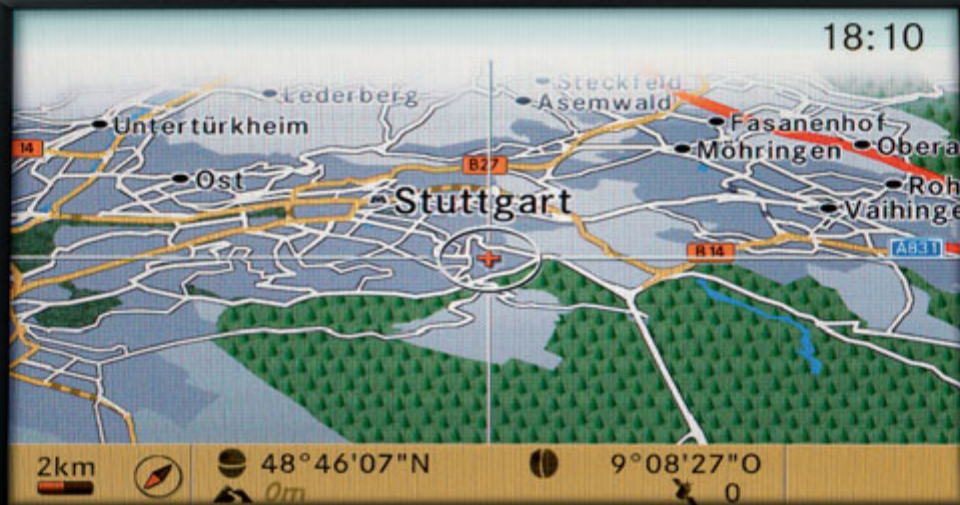 18:10
Steckfeld
Lederberg
Asemwald
Untertürkheim
Fasanenhof
14
Möhringen
Obera
B27
Ost
Roh
Stuttgart
Vaihinge
B14
A831
2km
48°46'07"N
9°08'27"O
0m
0